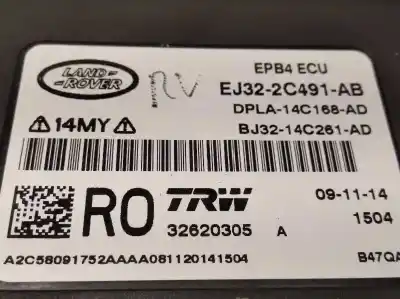 LAND
ROVER
RV
EPB4 ECU
EJ32-2C491-AB
DPLA-14C168-AD
14MY
BJ32-14C261-AD
RO
TRW
32620305 A
09-11-14
1504
A2C58091752AAAA081120141504
B47QA